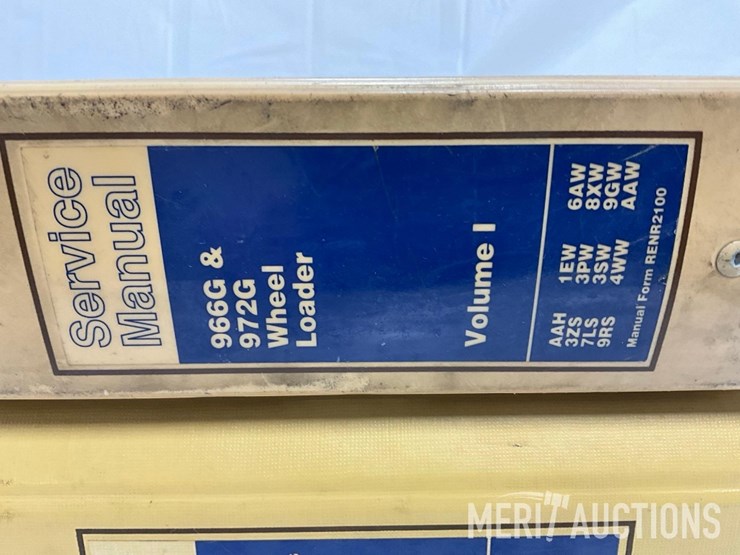 Service
Manual
966G &
972G
Wheel
Loader
Volume I
AAH 1EW 6AW
3ZS 3PW 8XW
7LS 3SW 9GW
9RS 4WW AAW
Manual Form RENR2100
MERIT AUCTIONS